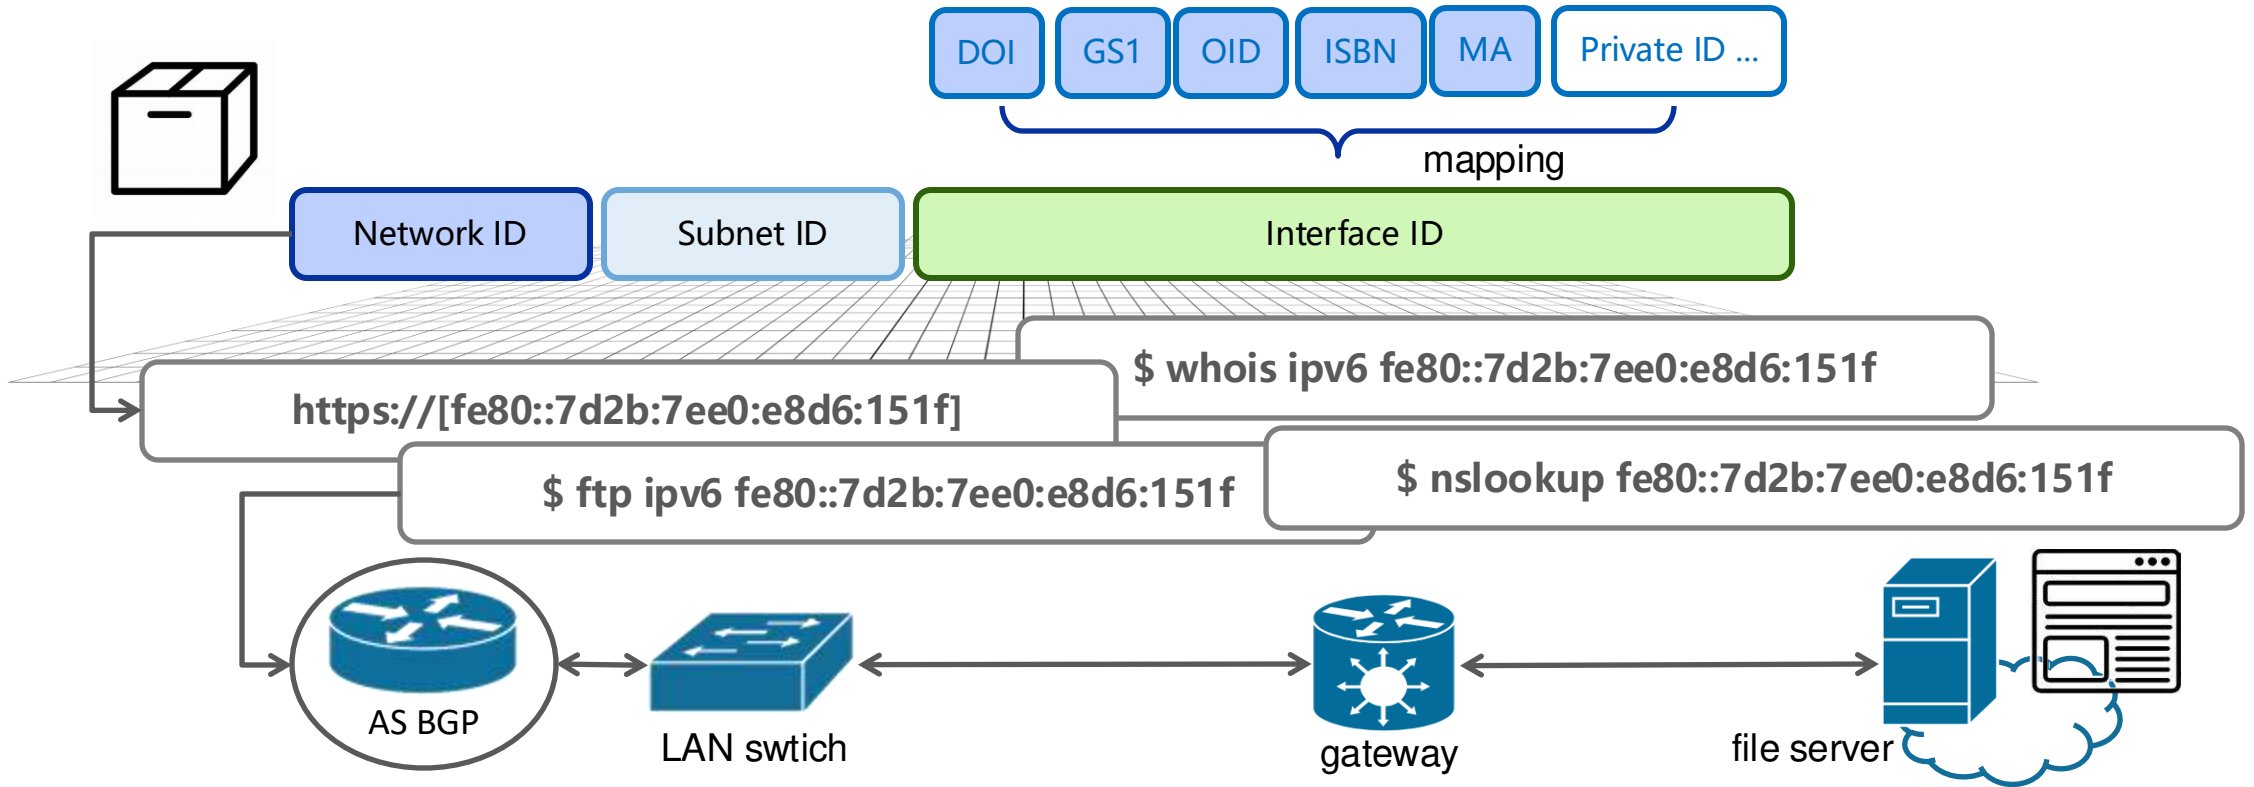 DOI
GS1
OID
ISBN
MA
Private ID ...
mapping
Network ID
Subnet ID
Interface ID
$ whois ipv6 fe80::7d2b:7ee0:e8d6:151f
https://[fe80::7d2b:7ee0:e8d6:151f]
$ ftp ipv6 fe80::7d2b:7ee0:e8d6:151f
$ nslookup fe80::7d2b:7ee0:e8d6:151f
AS BGP
LAN swtich
gateway
file server